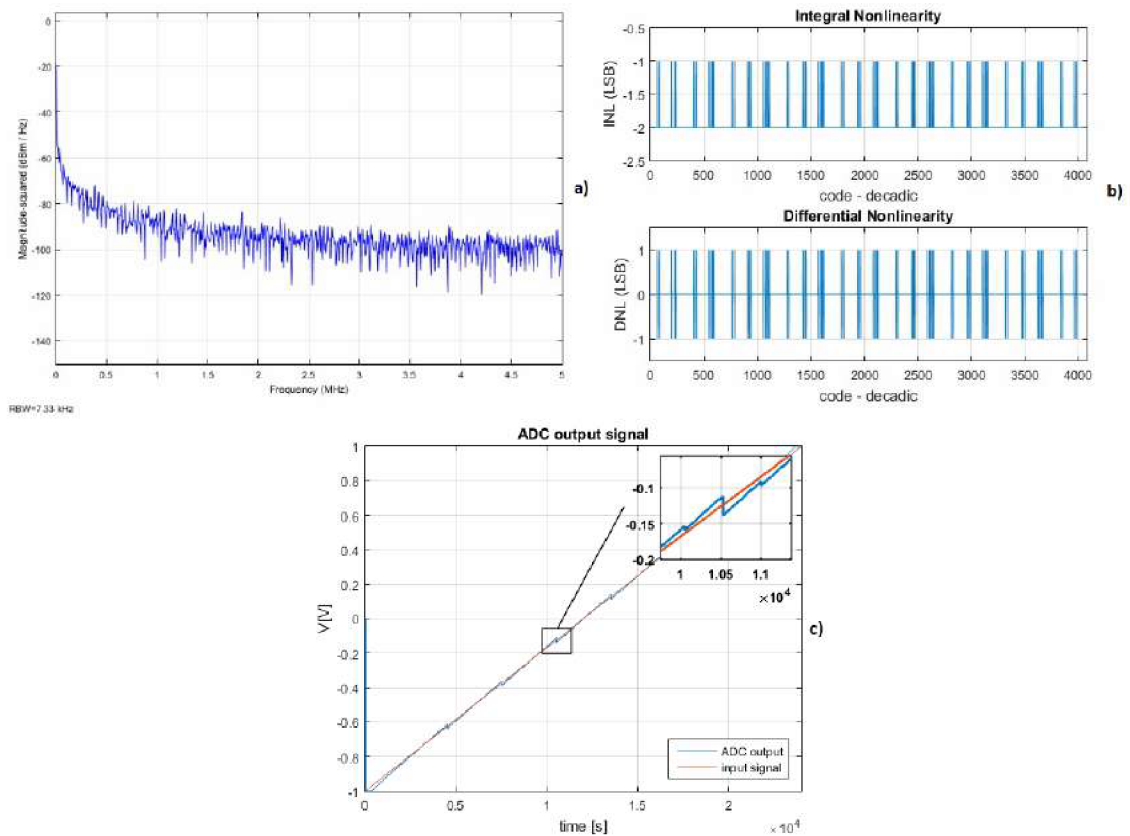 0
-20
-40
-60
-80
-100
-120
-140
Magnitude-squared (dBm / Hz)
0 0.5 1 1.5 2 2.5 3 3.5 4 4.5 5
Frequency (MHz)
RBW=7.33 kHz
a)
Integral Nonlinearity
-0.5
-1
-1.5
-2
-2.5
INL (LSB)
0 500 1000 1500 2000 2500 3000 3500 4000
code - decadic
b)
Differential Nonlinearity
1
0
-1
DNL (LSB)
0 500 1000 1500 2000 2500 3000 3500 4000
code - decadic
ADC output signal
1
0.8
0.6
0.4
0.2
0
-0.2
-0.4
-0.6
-0.8
-1
V[V]
0 0.5 1 1.5 2
time [s]
×10⁴
-0.1
-0.15
-0.2
1 1.05 1.1
×10⁴
c)
ADC output
input signal